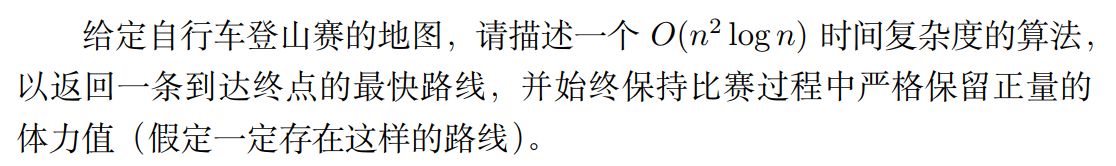 给定自行车登山赛的地图，请描述一个 O(n² log n) 时间复杂度的算法，
以返回一条到达终点的最快路线，并始终保持比赛过程中严格保留正量的
体力值（假定一定存在这样的路线）。